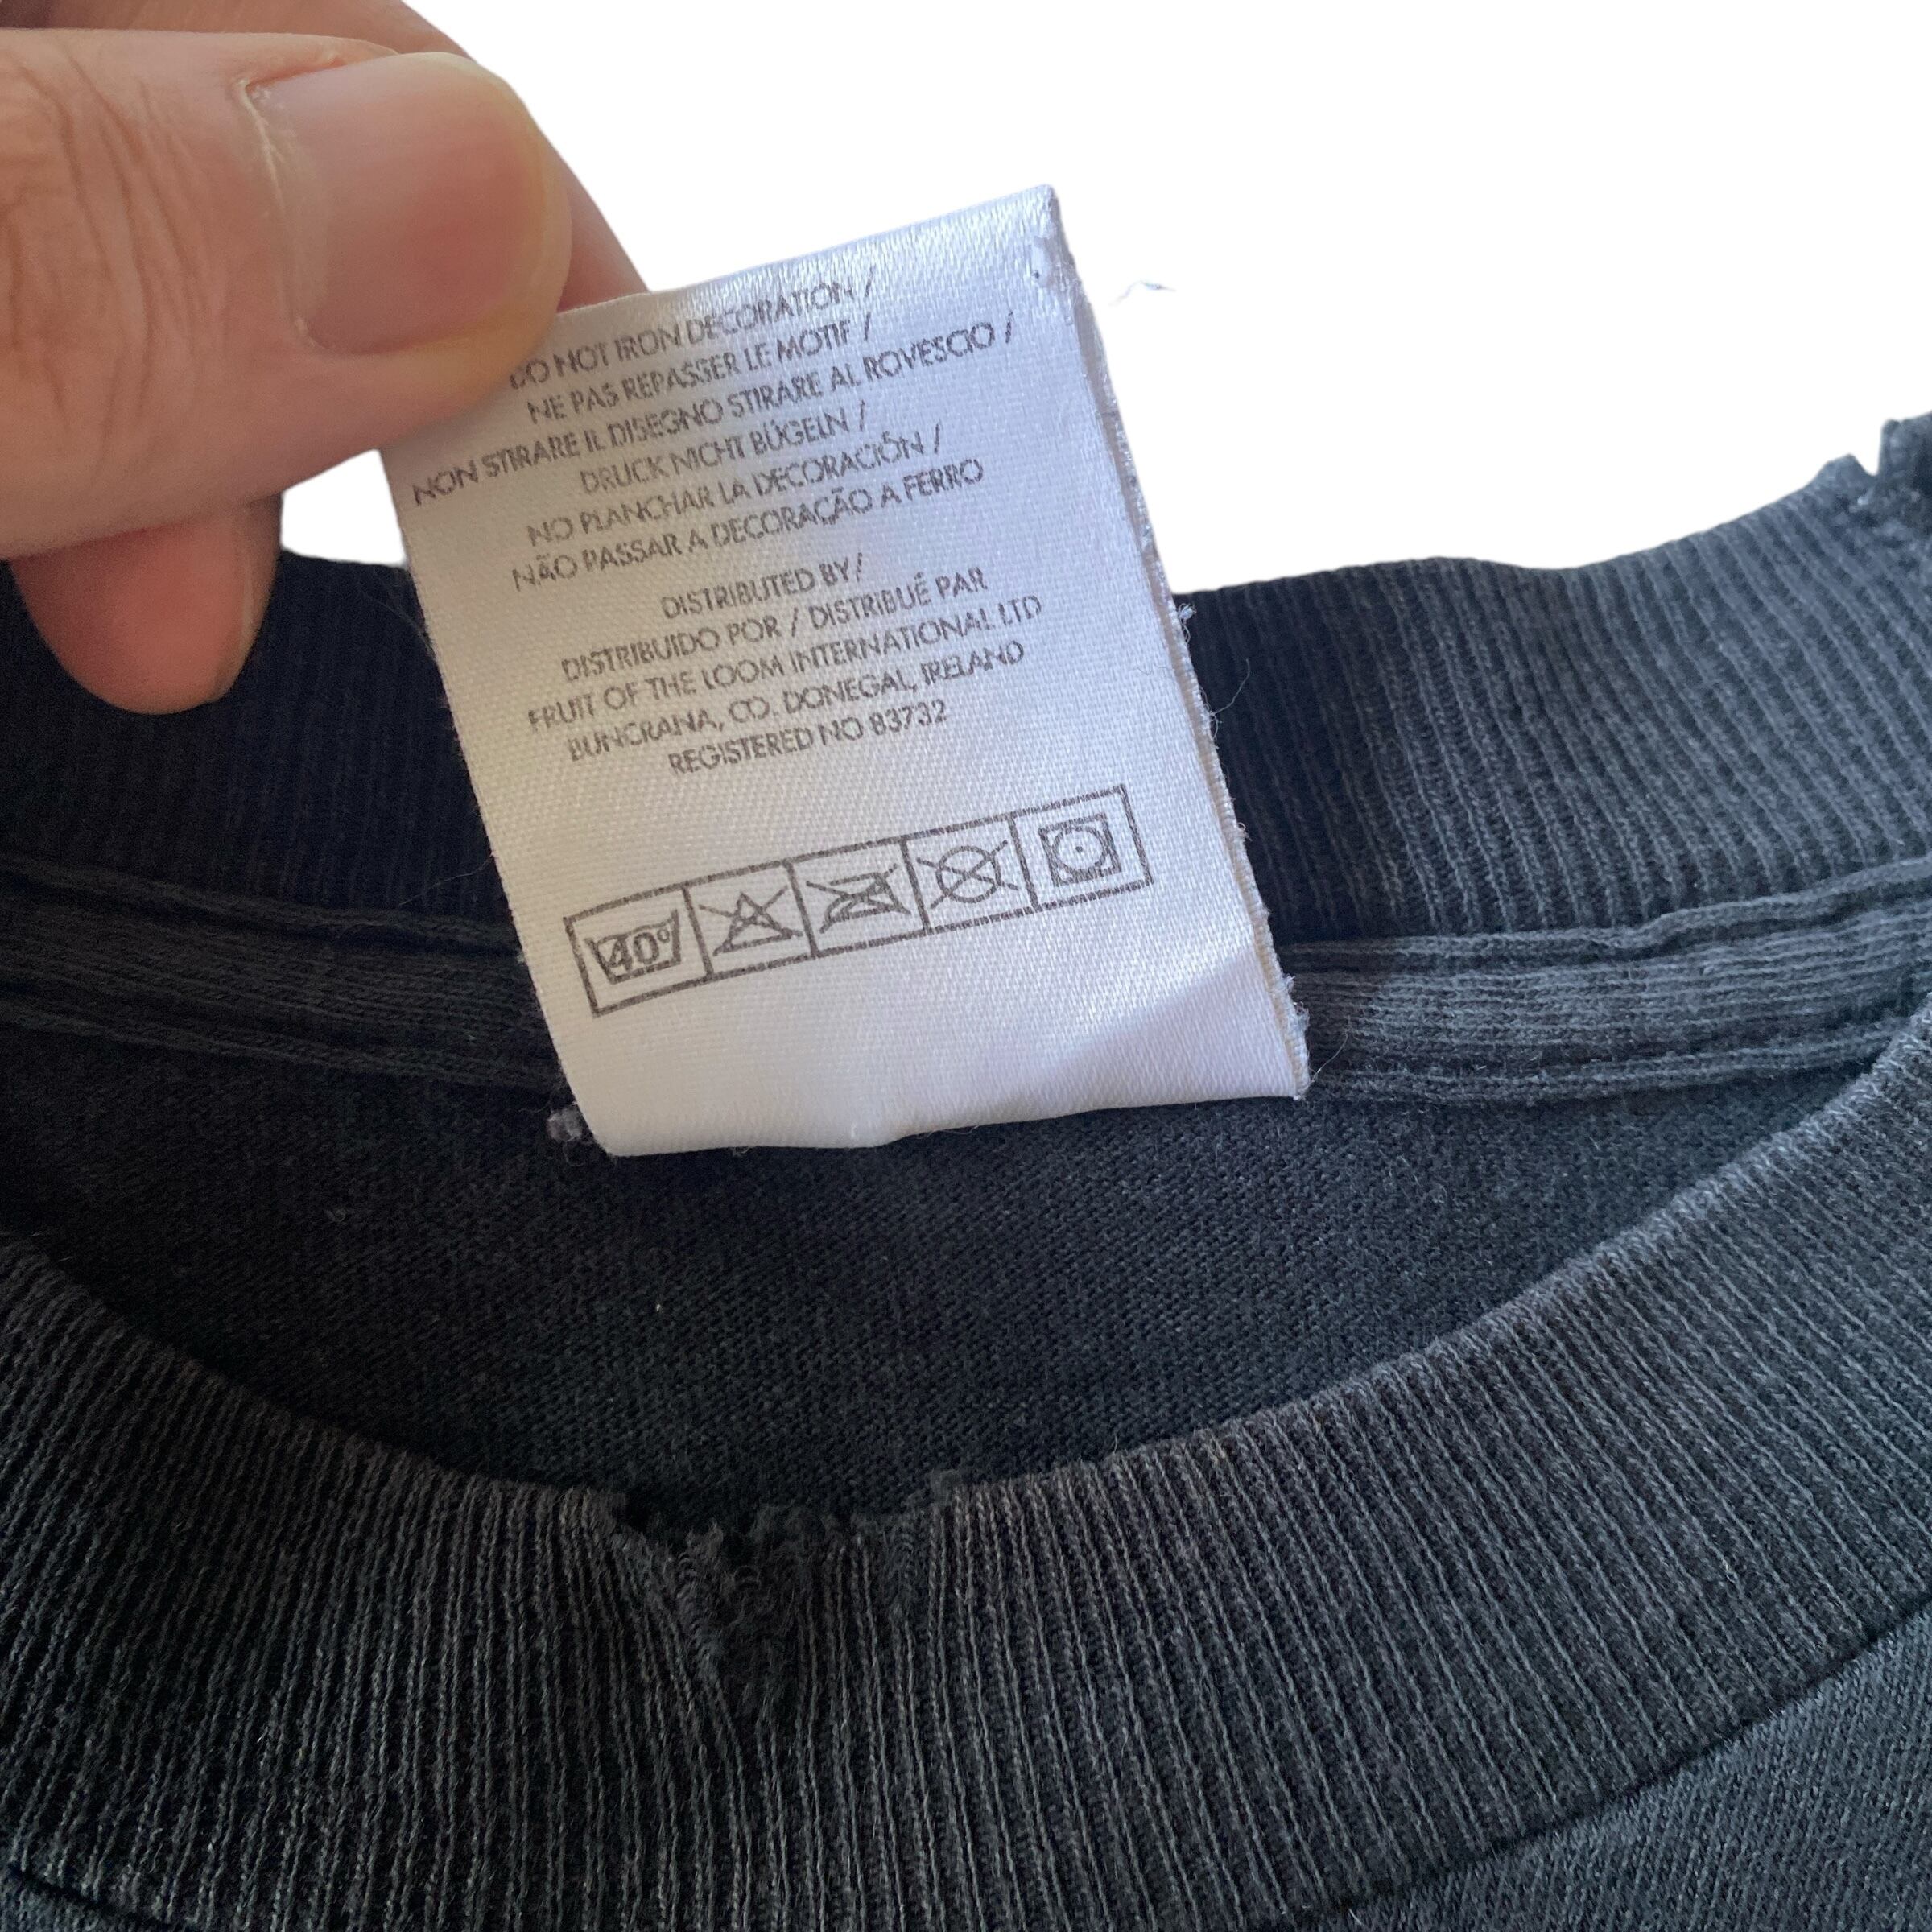 DO NOT IRON DECORATION /
NE PAS REPASSER LE MOTIF /
NON STIRARE IL DISEGNO STIRARE AL ROVESCIO /
DRUCK NICHT BÜGELN /
NO PLANCHAR LA DECORACIÓN /
NÃO PASSAR A DECORAÇÃO A FERRO
DISTRIBUTED BY/
DISTRIBUIDO POR / DISTRIBUÉ PAR
FRUIT OF THE LOOM INTERNATIONAL LTD
BUNCRANA, CO. DONEGAL, IRELAND
REGISTERED NO 83732
40°